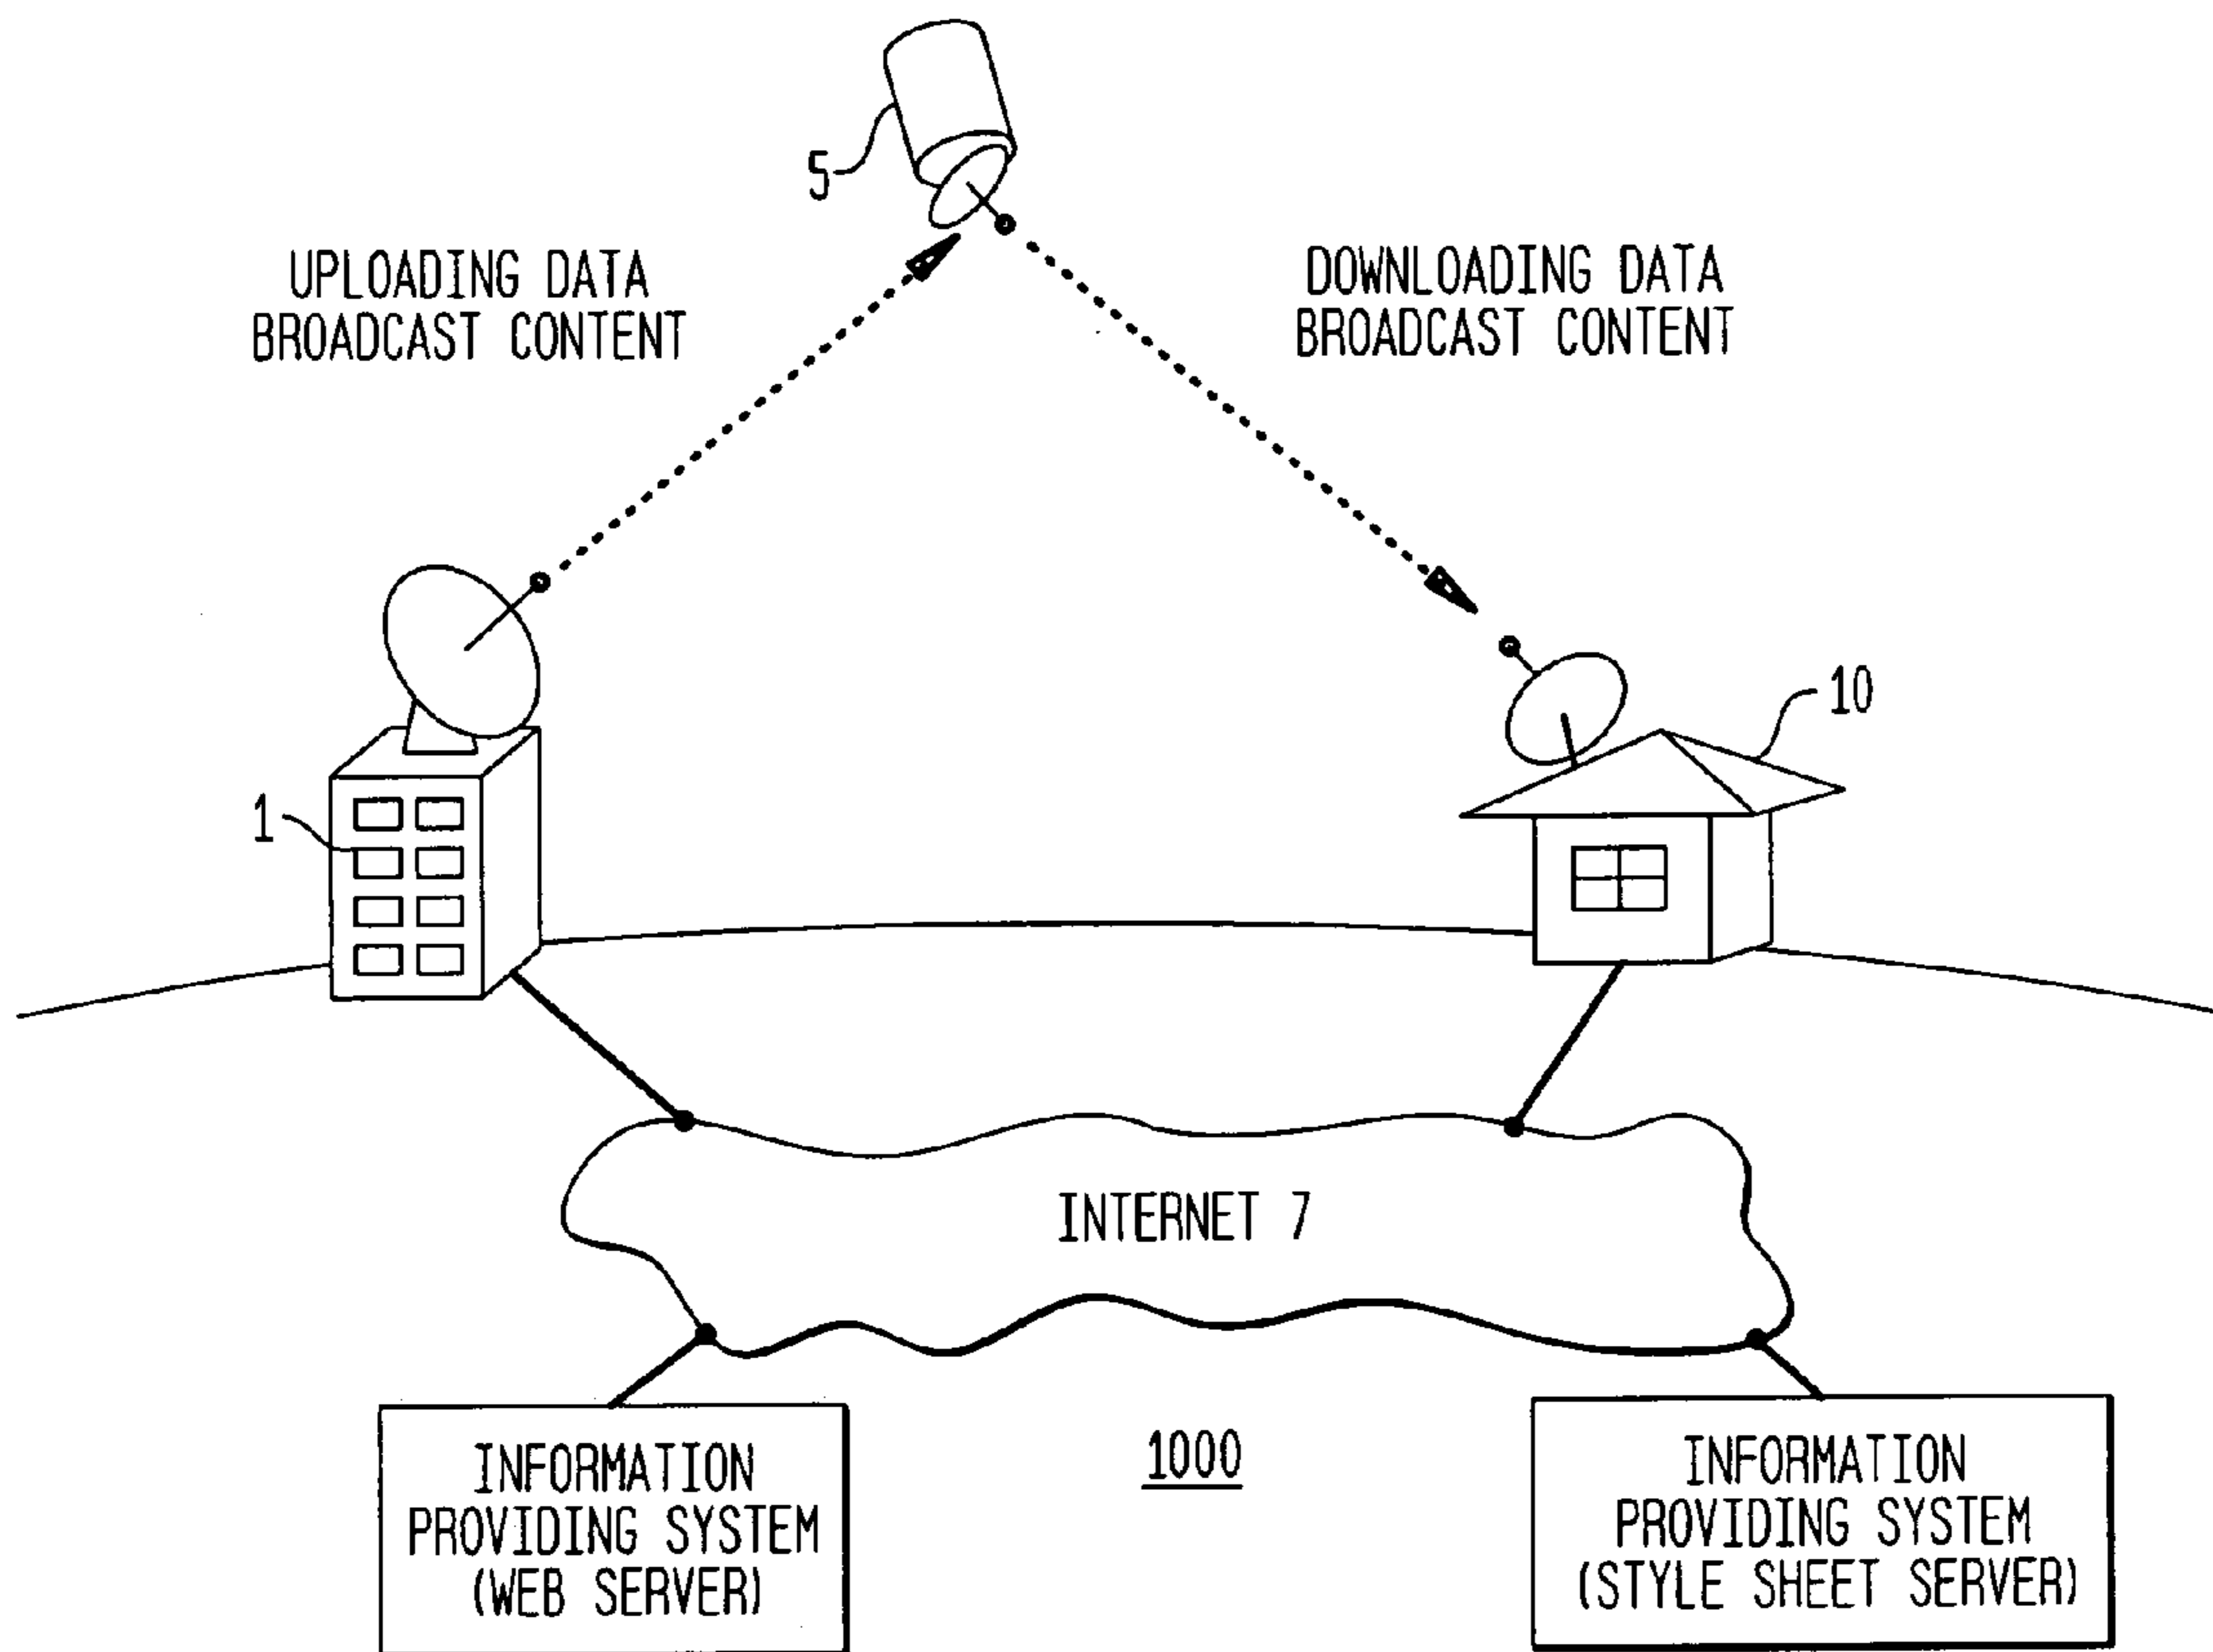 5
UPLOADING DATA
BROADCAST CONTENT
DOWNLOADING DATA
BROADCAST CONTENT
10
1
INTERNET 7
INFORMATION
PROVIDING SYSTEM
(WEB SERVER)
1000
INFORMATION
PROVIDING SYSTEM
(STYLE SHEET SERVER)